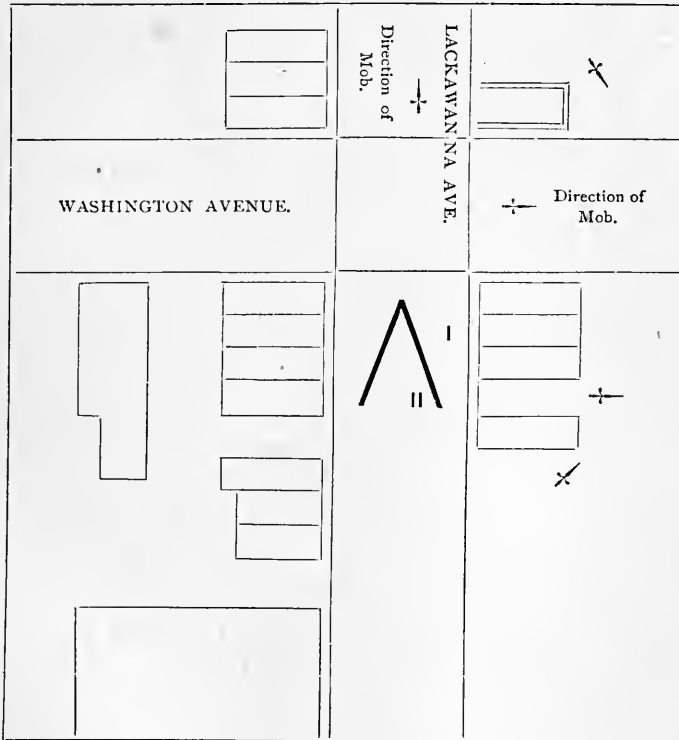 Direction of
Mob.
LACKAWANNA AVE.
WASHINGTON AVENUE.
Direction of
Mob.
I
II